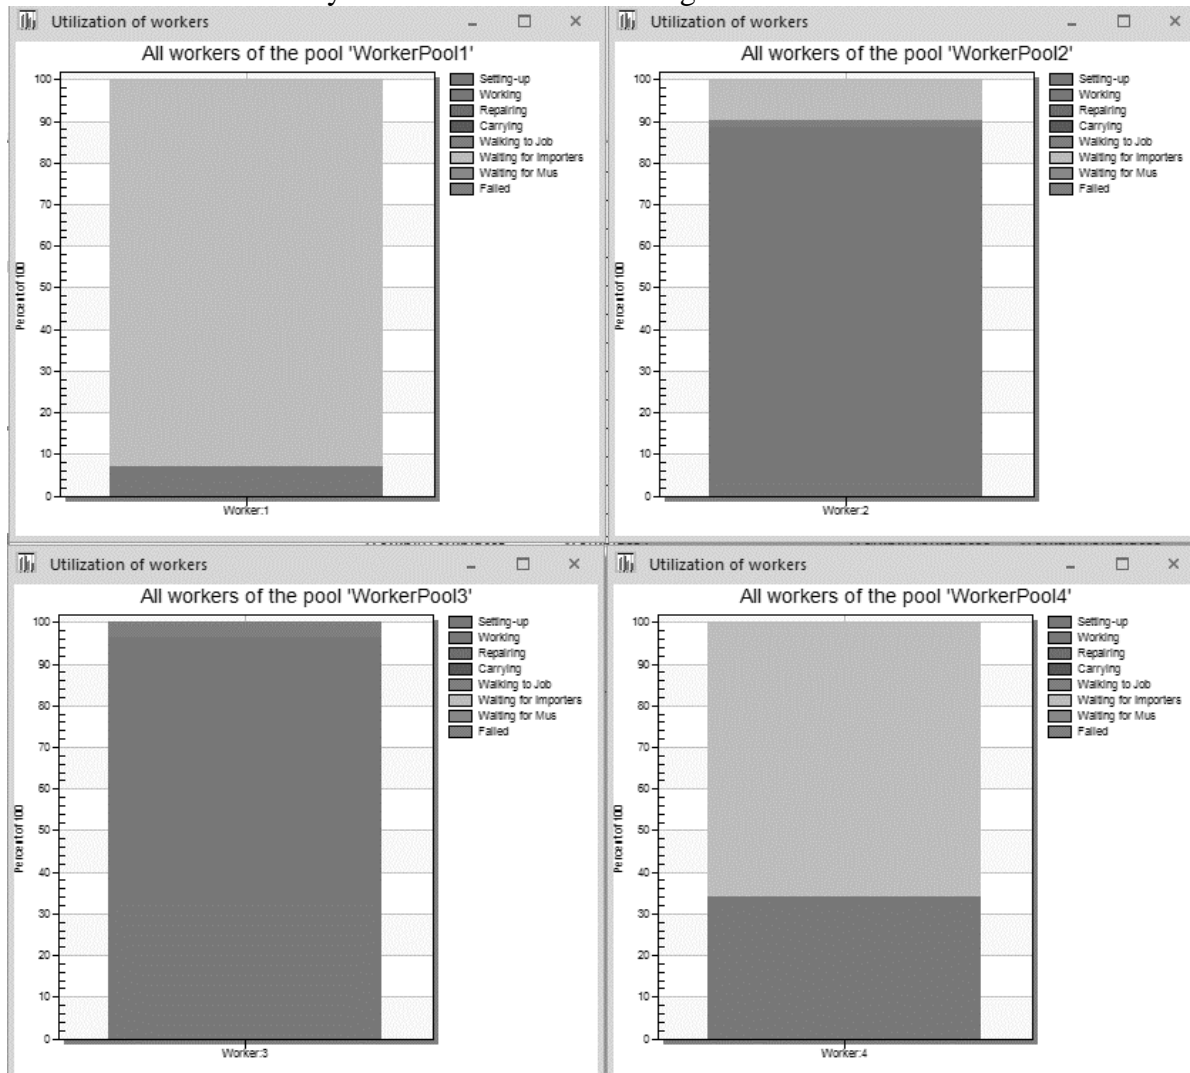 Utilization of workers
All workers of the pool 'WorkerPool1'
Percent of 100
100
90
80
70
60
50
40
30
20
10
0
Worker:1
Setting-up
Working
Repairing
Carrying
Walking to Job
Waiting for Importers
Waiting for Mus
Failed
Utilization of workers
All workers of the pool 'WorkerPool2'
Percent of 100
100
90
80
70
60
50
40
30
20
10
0
Worker:2
Setting-up
Working
Repairing
Carrying
Walking to Job
Waiting for Importers
Waiting for Mus
Failed
Utilization of workers
All workers of the pool 'WorkerPool3'
Percent of 100
100
90
80
70
60
50
40
30
20
10
0
Worker:3
Setting-up
Working
Repairing
Carrying
Walking to Job
Waiting for Importers
Waiting for Mus
Failed
Utilization of workers
All workers of the pool 'WorkerPool4'
Percent of 100
100
90
80
70
60
50
40
30
20
10
0
Worker:4
Setting-up
Working
Repairing
Carrying
Walking to Job
Waiting for Importers
Waiting for Mus
Failed